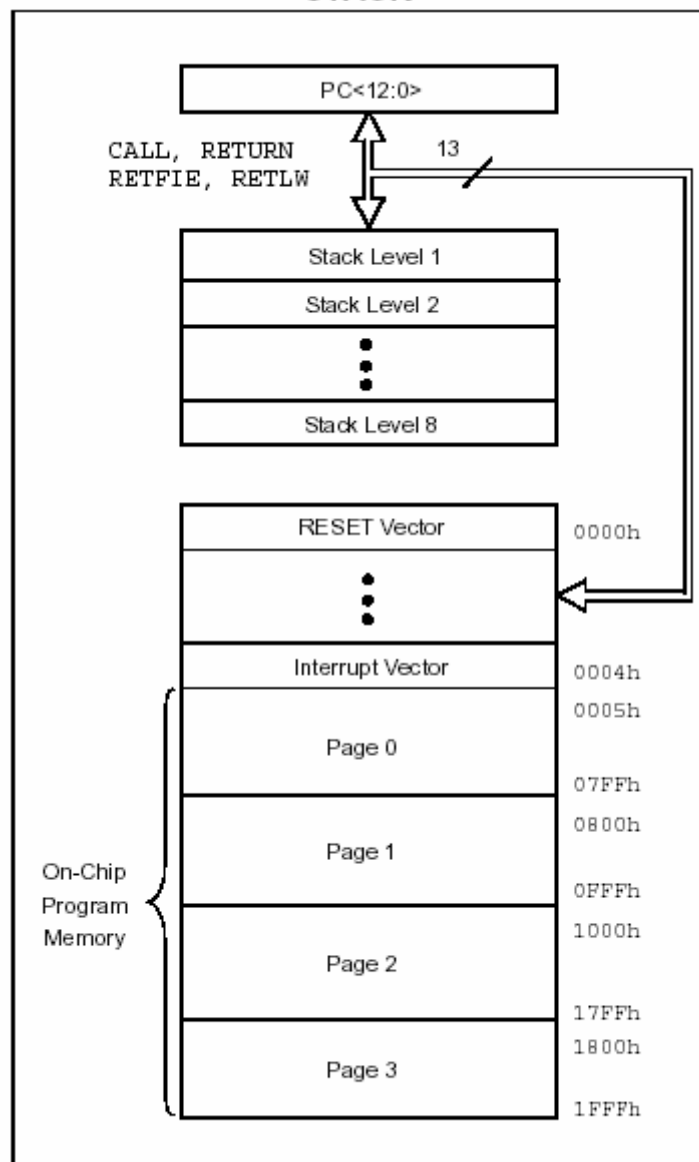 PC<12:0>
CALL, RETURN
RETFIE, RETLW
13
Stack Level 1
Stack Level 2
Stack Level 8
RESET Vector
0000h
Interrupt Vector
0004h
0005h
Page 0
07FFh
0800h
Page 1
0FFFh
1000h
Page 2
17FFh
1800h
Page 3
1FFFh
On-Chip
Program
Memory